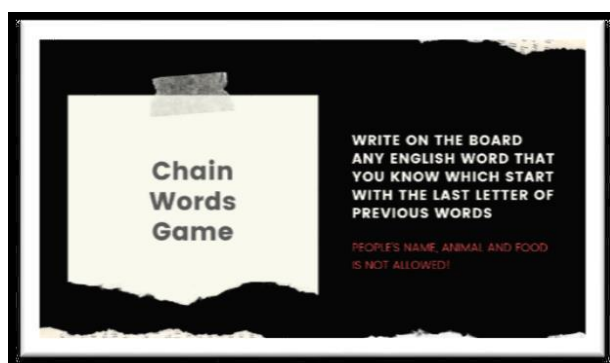 Chain
Words
Game
WRITE ON THE BOARD
ANY ENGLISH WORD THAT
YOU KNOW WHICH START
WITH THE LAST LETTER OF
PREVIOUS WORDS
PEOPLE'S NAME, ANIMAL AND FOOD
IS NOT ALLOWED!